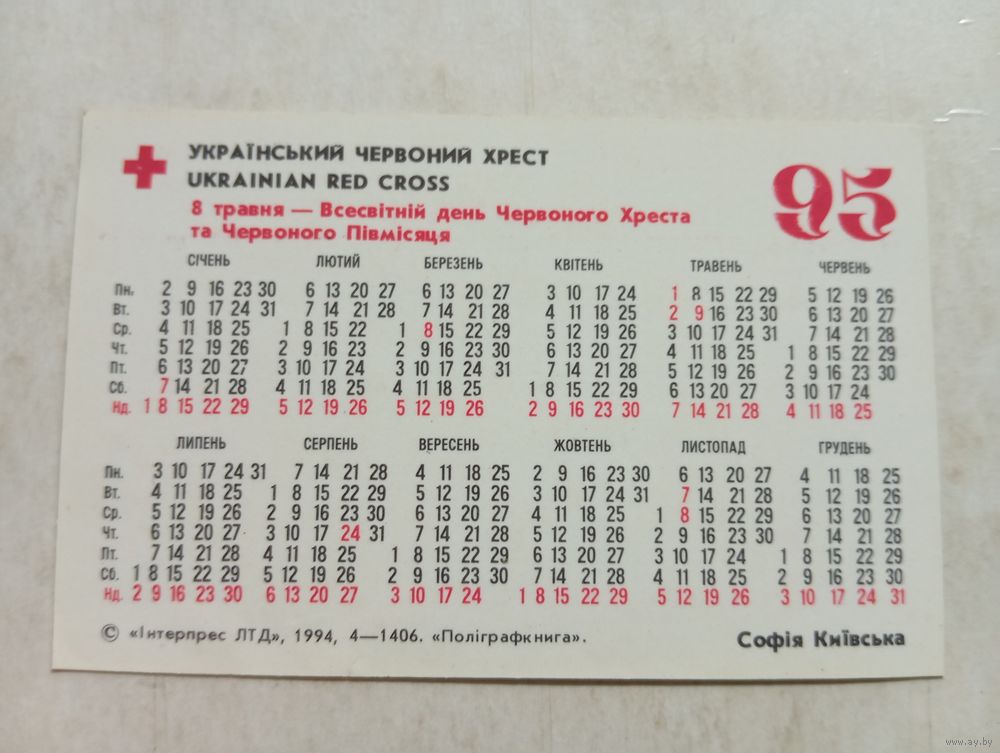 УКРАЇНСЬКИЙ ЧЕРВОНИЙ ХРЕСТ
UKRAINIAN RED CROSS
95
8 травня — Всесвітній день Червоного Хреста
та Червоного Півмісяця
СІЧЕНЬ ЛЮТИЙ БЕРЕЗЕНЬ КВІТЕНЬ ТРАВЕНЬ ЧЕРВЕНЬ
Пн. 2 9 16 23 30 6 13 20 27 6 13 20 27 3 10 17 24 1 8 15 22 29 5 12 19 26
Вт. 3 10 17 24 31 7 14 21 28 7 14 21 28 4 11 18 25 2 9 16 23 30 6 13 20 27
Ср. 4 11 18 25 1 8 15 22 1 8 15 22 29 5 12 19 26 3 10 17 24 31 7 14 21 28
Чт. 5 12 19 26 2 9 16 23 2 9 16 23 30 6 13 20 27 4 11 18 25 1 8 15 22 29
Пт. 6 13 20 27 3 10 17 24 3 10 17 24 31 7 14 21 28 5 12 19 26 2 9 16 23 30
Сб. 7 14 21 28 4 11 18 25 4 11 18 25 1 8 15 22 29 6 13 20 27 3 10 17 24
Нд. 1 8 15 22 29 5 12 19 26 5 12 19 26 2 9 16 23 30 7 14 21 28 4 11 18 25
ЛИПЕНЬ СЕРПЕНЬ ВЕРЕСЕНЬ ЖОВТЕНЬ ЛИСТОПАД ГРУДЕНЬ
Пн. 3 10 17 24 31 7 14 21 28 4 11 18 25 2 9 16 23 30 6 13 20 27 4 11 18 25
Вт. 4 11 18 25 1 8 15 22 29 5 12 19 26 3 10 17 24 31 7 14 21 28 5 12 19 26
Ср. 5 12 19 26 2 9 16 23 30 6 13 20 27 4 11 18 25 1 8 15 22 29 6 13 20 27
Чт. 6 13 20 27 3 10 17 24 31 7 14 21 28 5 12 19 26 2 9 16 23 30 7 14 21 28
Пт. 7 14 21 28 4 11 18 25 1 8 15 22 29 6 13 20 27 3 10 17 24 1 8 15 22 29
Сб. 1 8 15 22 29 5 12 19 26 2 9 16 23 30 7 14 21 28 4 11 18 25 2 9 16 23 30
Нд. 2 9 16 23 30 6 13 20 27 3 10 17 24 1 8 15 22 29 5 12 19 26 3 10 17 24 31
© «Інтерпрес ЛТД», 1994, 4—1406. «Поліграфкнига».
Софія Київська
www.ay.by